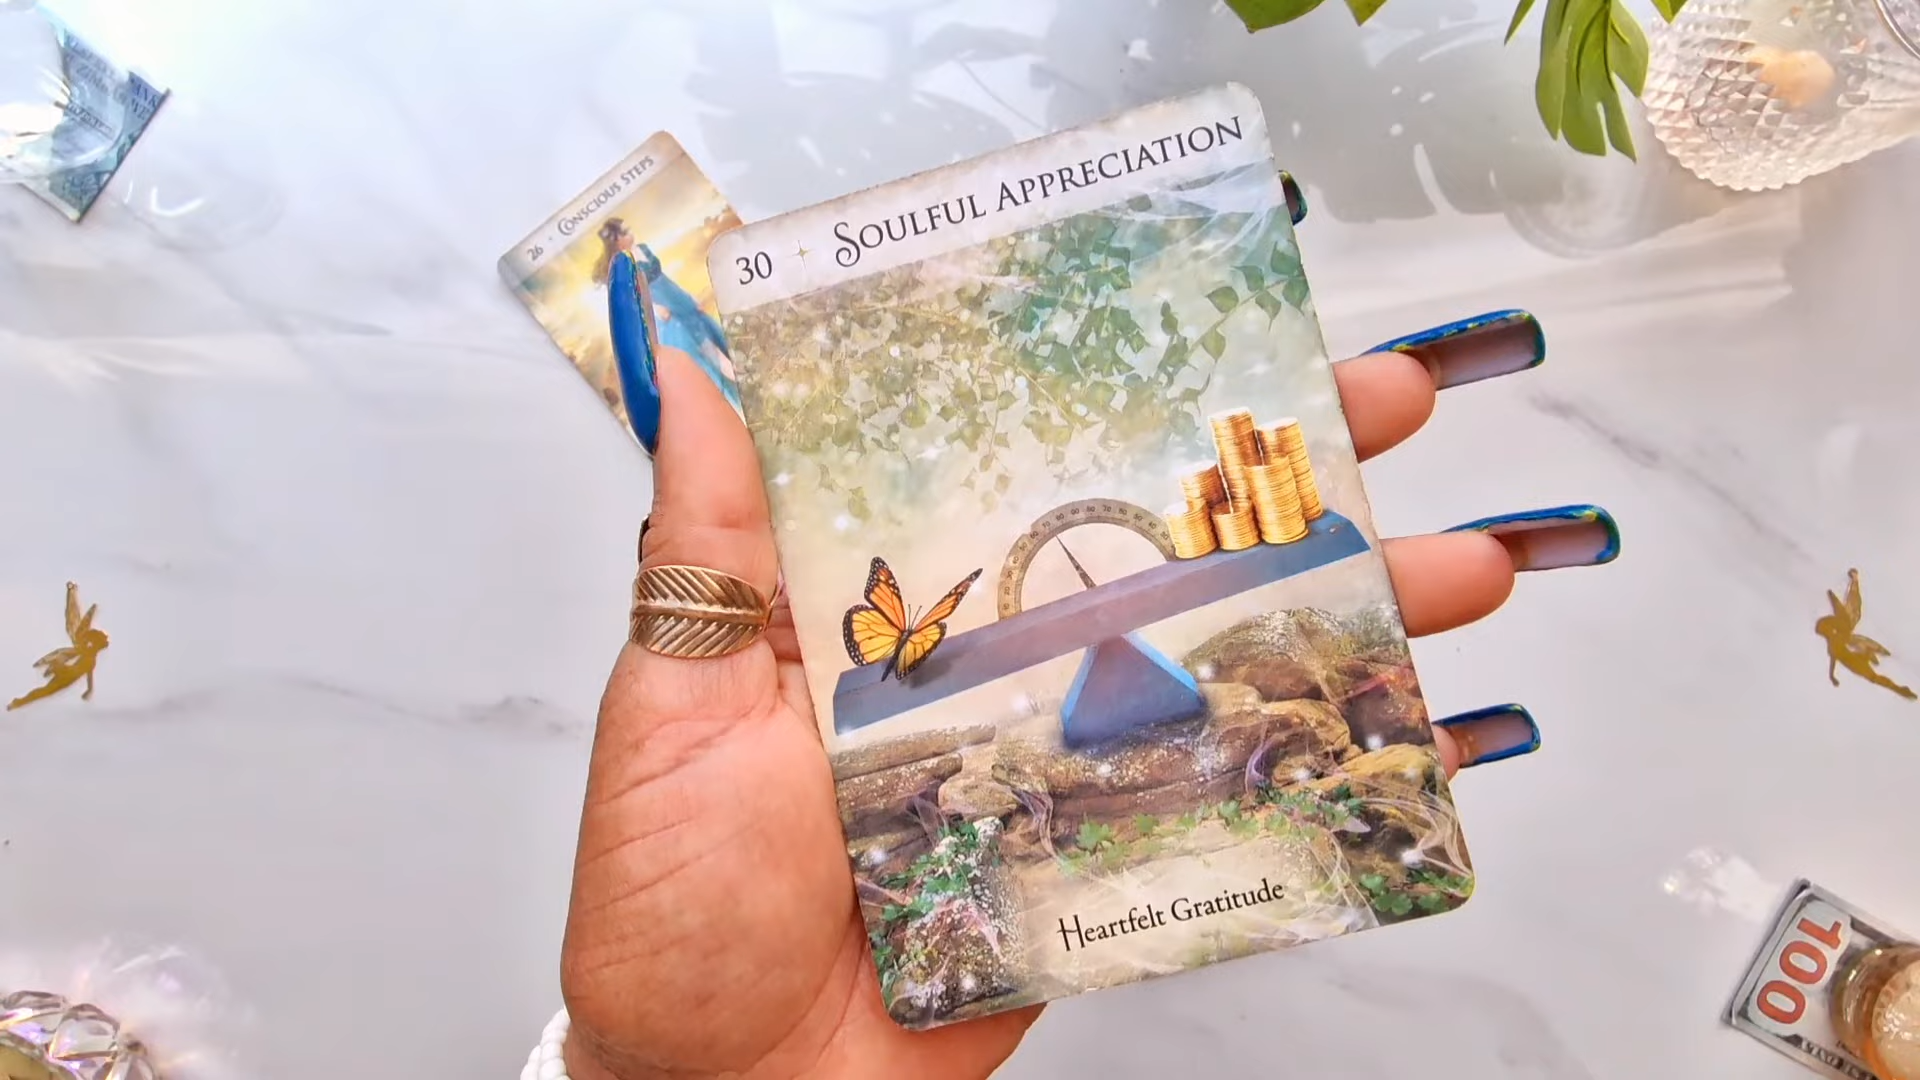 26 · CONSCIOUS STEPS
30 SOULFUL APPRECIATION
Heartfelt Gratitude
100